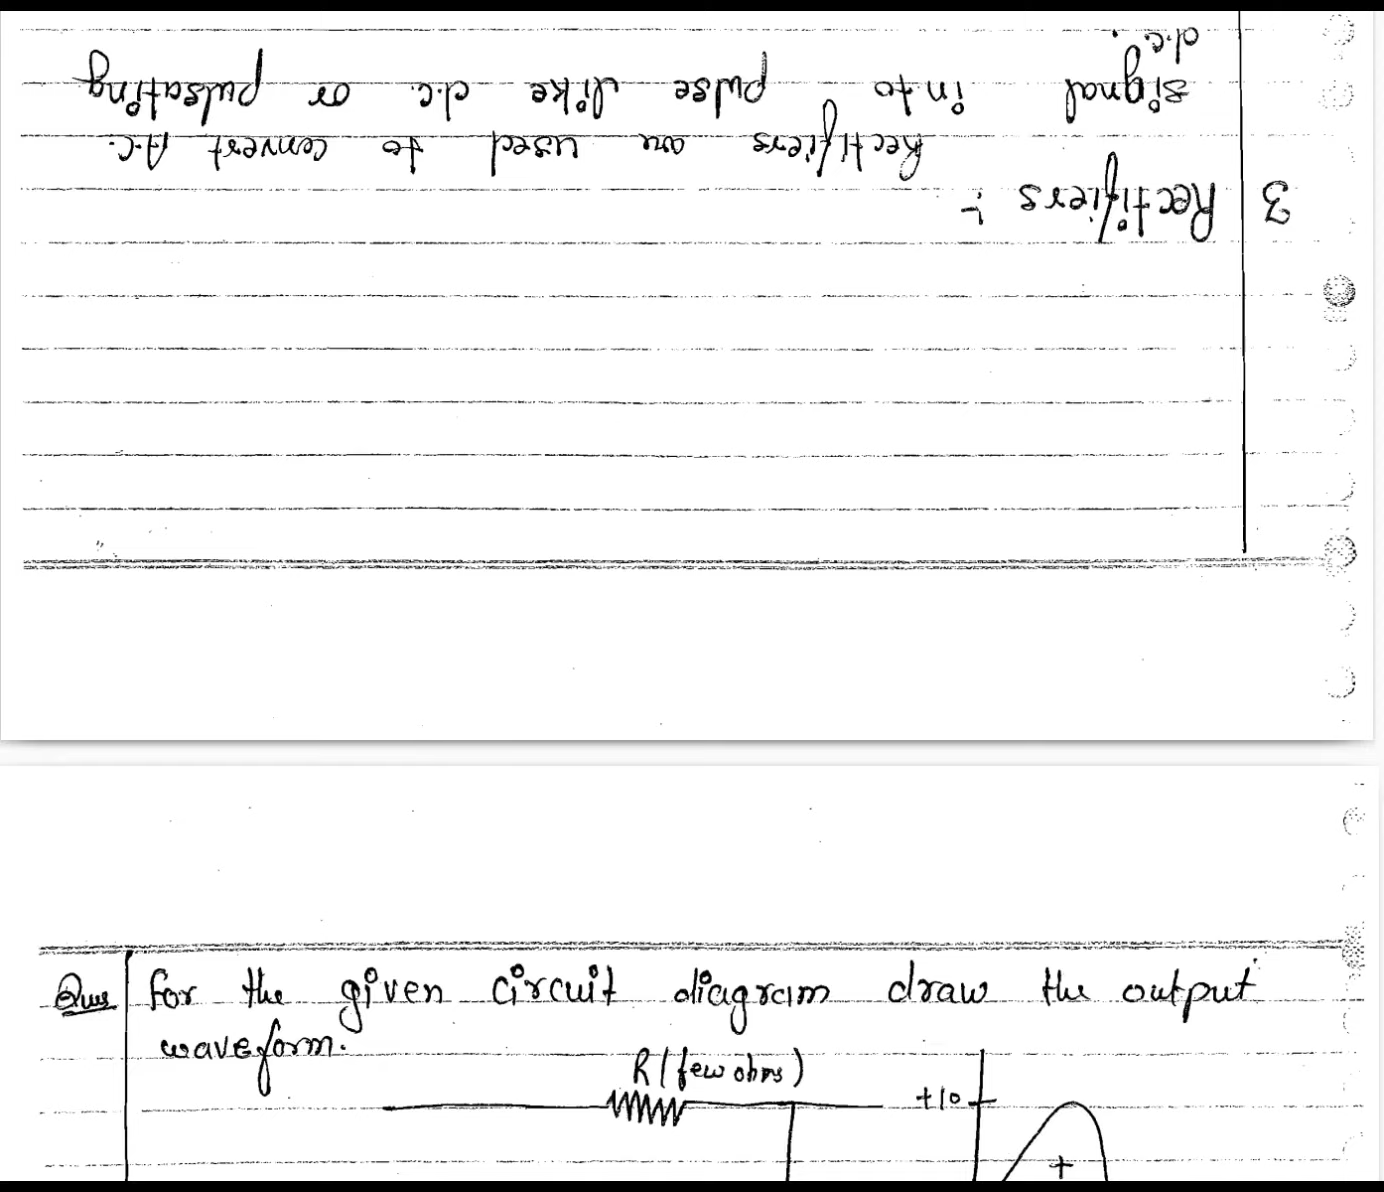 3 Rectifiers :-
Rectifiers are used to convert A.C.
signal into pulse like d.c. or pulsating
d.c.
Ques for the given circuit diagram draw the output
waveform.
R (few ohms)
+10
+